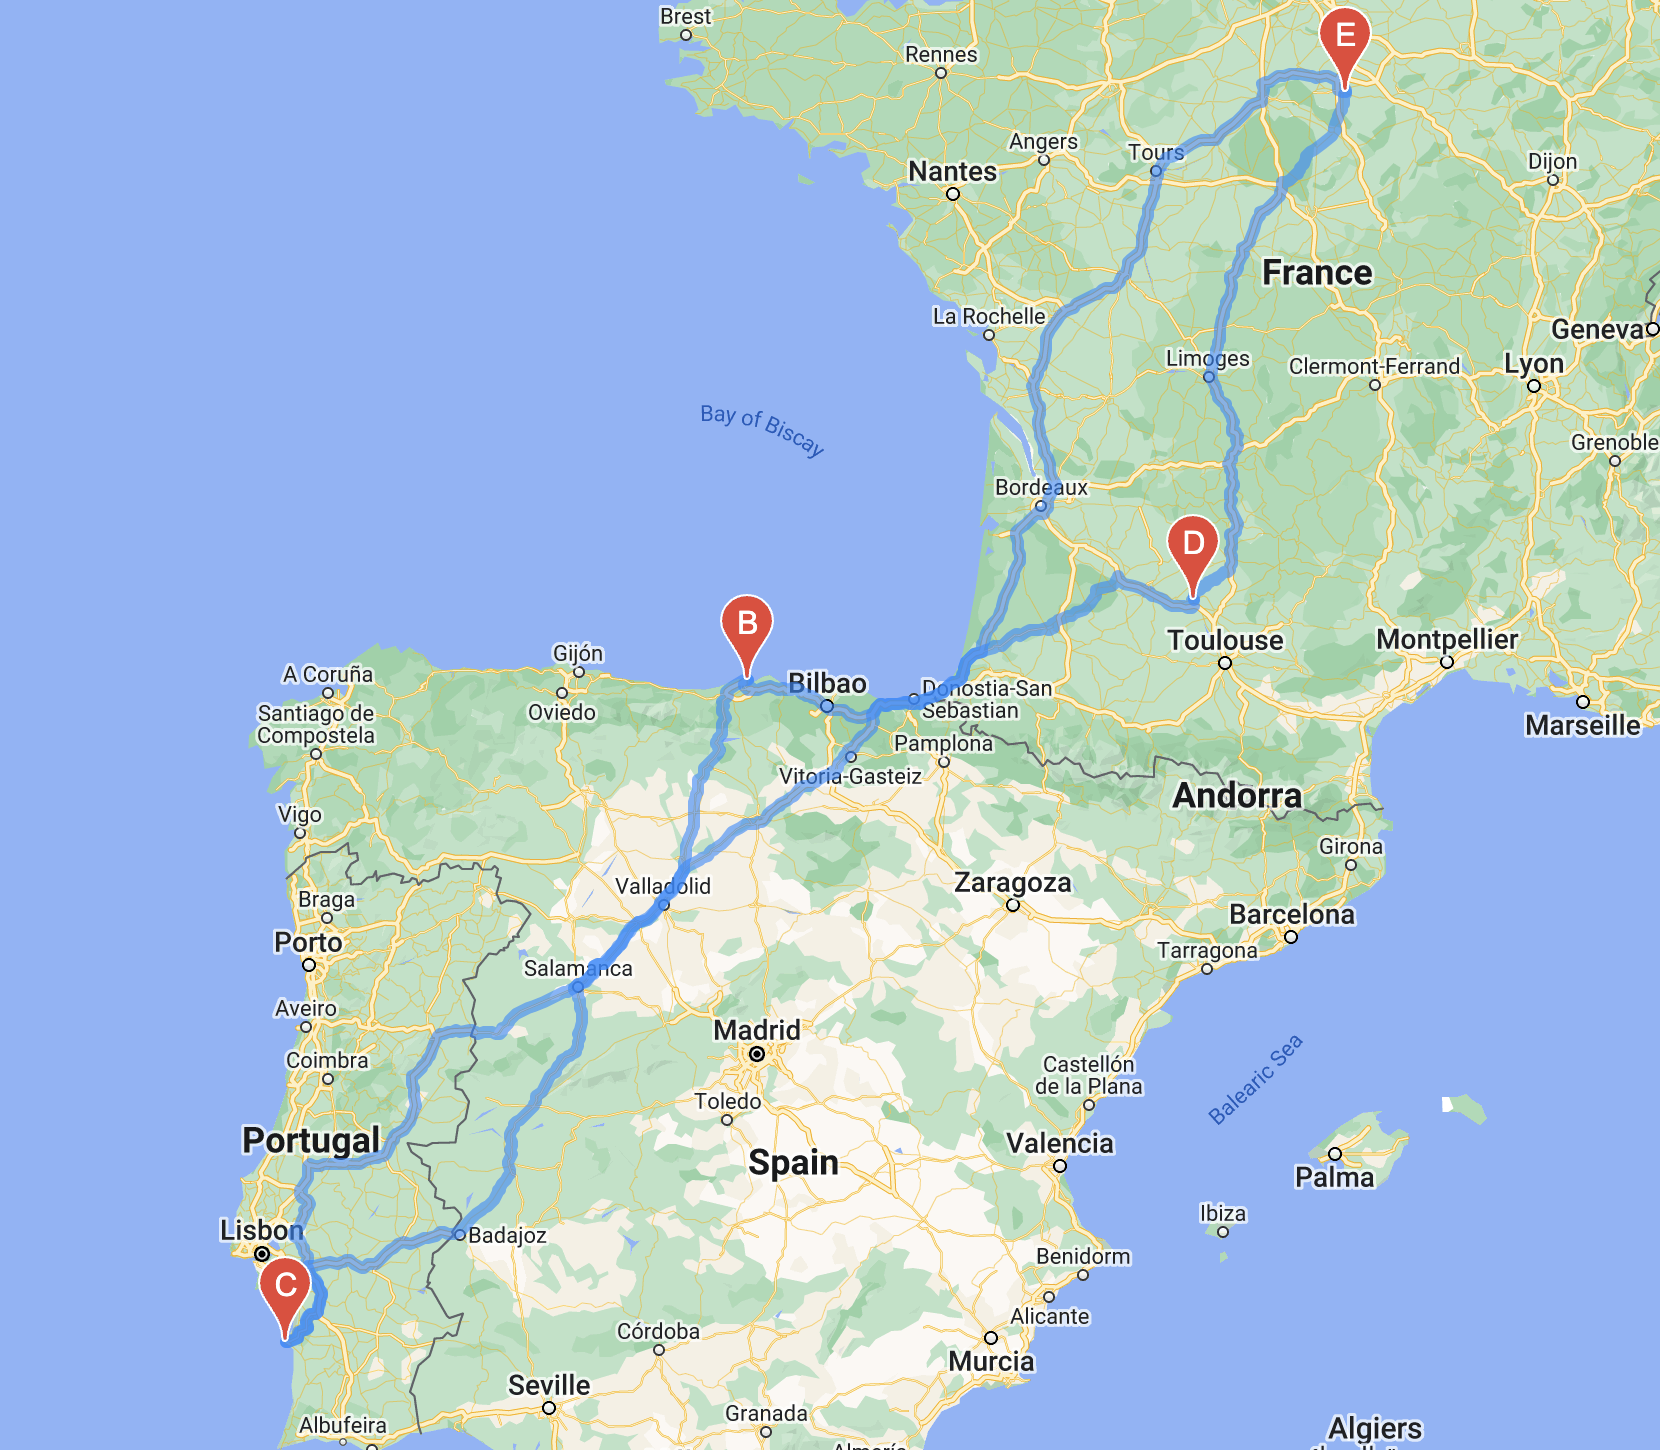 Brest
E
Rennes
Angers
Tours
Dijon
Nantes
France
La Rochelle
Geneva
Limoges
Clermont-Ferrand
Lyon
Bay of Biscay
Grenoble
Bordeaux
D
B
Toulouse
Montpellier
Gijón
A Coruña
Bilbao
Donostia-San
Sebastian
Marseille
Santiago de
Compostela
Oviedo
Pamplona
Vitoria-Gasteiz
Andorra
Vigo
Girona
Valladolid
Zaragoza
Braga
Barcelona
Porto
Tarragona
Salamanca
Aveiro
Madrid
Coimbra
Castellón
de la Plana
Balearic Sea
Toledo
Portugal
Valencia
Spain
Palma
Ibiza
Lisbon
Badajoz
Benidorm
C
Alicante
Córdoba
Murcia
Seville
Granada
Albufeira
Algiers
Almería